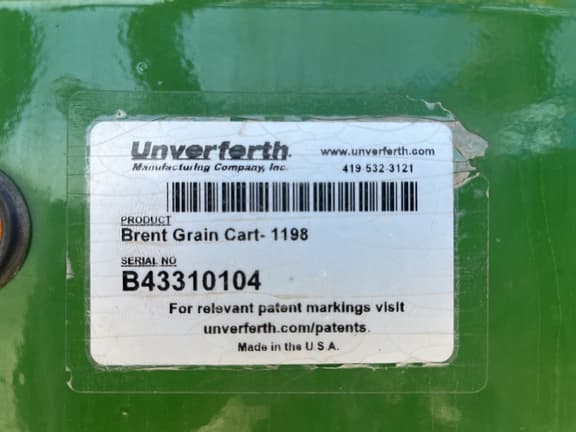 Unverferth.
Manufacturing Company, Inc.
www.unverferth.com
419 532-3121
PRODUCT
Brent Grain Cart- 1198
SERIAL NO
B43310104
For relevant patent markings visit
unverferth.com/patents.
Made in the U.S.A.